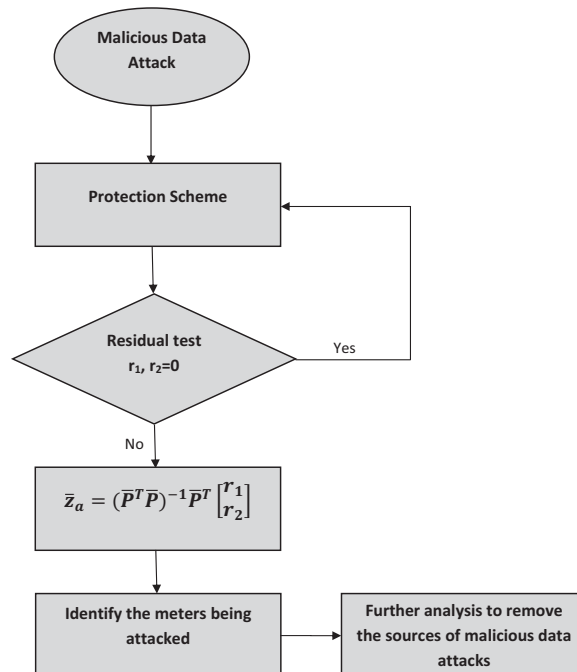 Malicious Data
Attack
Protection Scheme
Residual test
r₁, r₂=0
Yes
No
z̄ₐ = (P̄ᵀP̄)⁻¹P̄ᵀ [r₁ r₂]
Identify the meters being
attacked
Further analysis to remove
the sources of malicious data
attacks